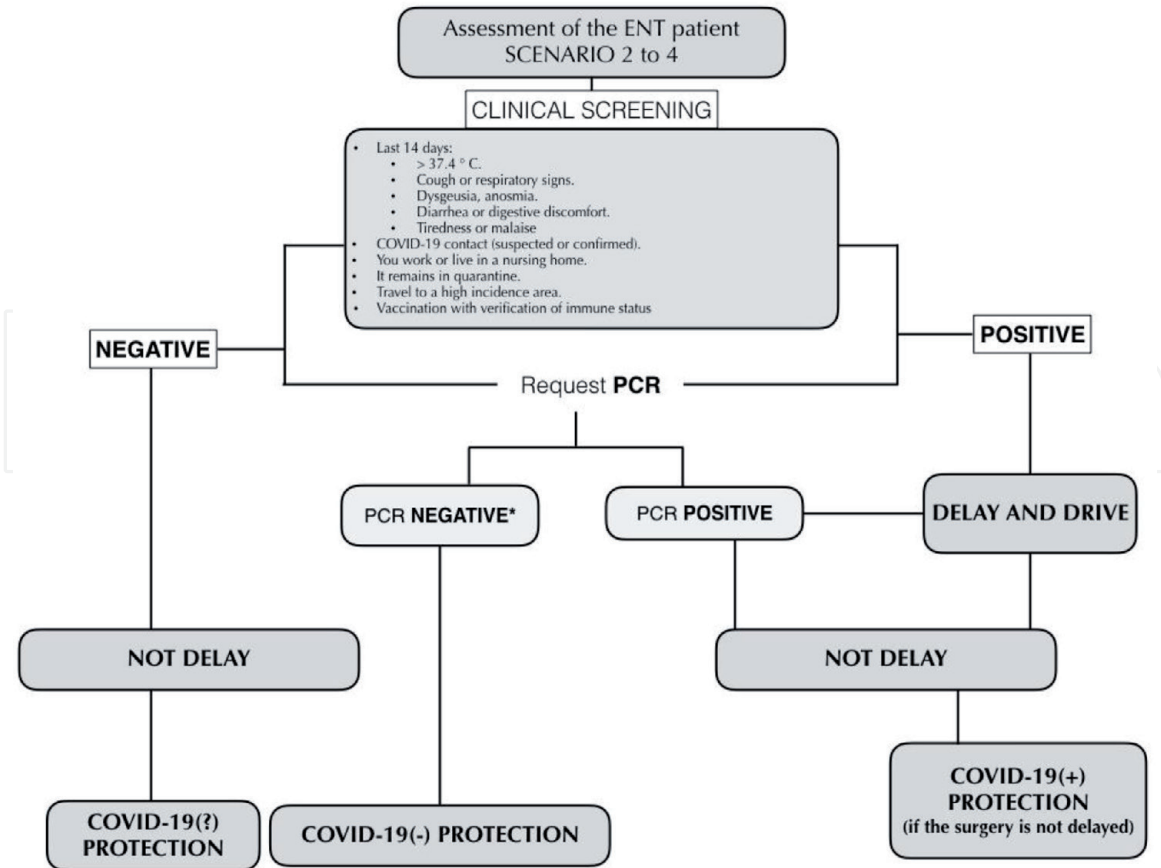 Assessment of the ENT patient
SCENARIO 2 to 4
CLINICAL SCREENING
• Last 14 days:
• > 37.4 ° C.
• Cough or respiratory signs.
• Dysgeusia, anosmia.
• Diarrhea or digestive discomfort.
• Tiredness or malaise
• COVID-19 contact (suspected or confirmed).
• You work or live in a nursing home.
• It remains in quarantine.
• Travel to a high incidence area.
• Vaccination with verification of immune status
NEGATIVE
POSITIVE
Request PCR
PCR NEGATIVE*
PCR POSITIVE
DELAY AND DRIVE
NOT DELAY
NOT DELAY
COVID-19(?)
PROTECTION
COVID-19(-) PROTECTION
COVID-19(+)
PROTECTION
(if the surgery is not delayed)